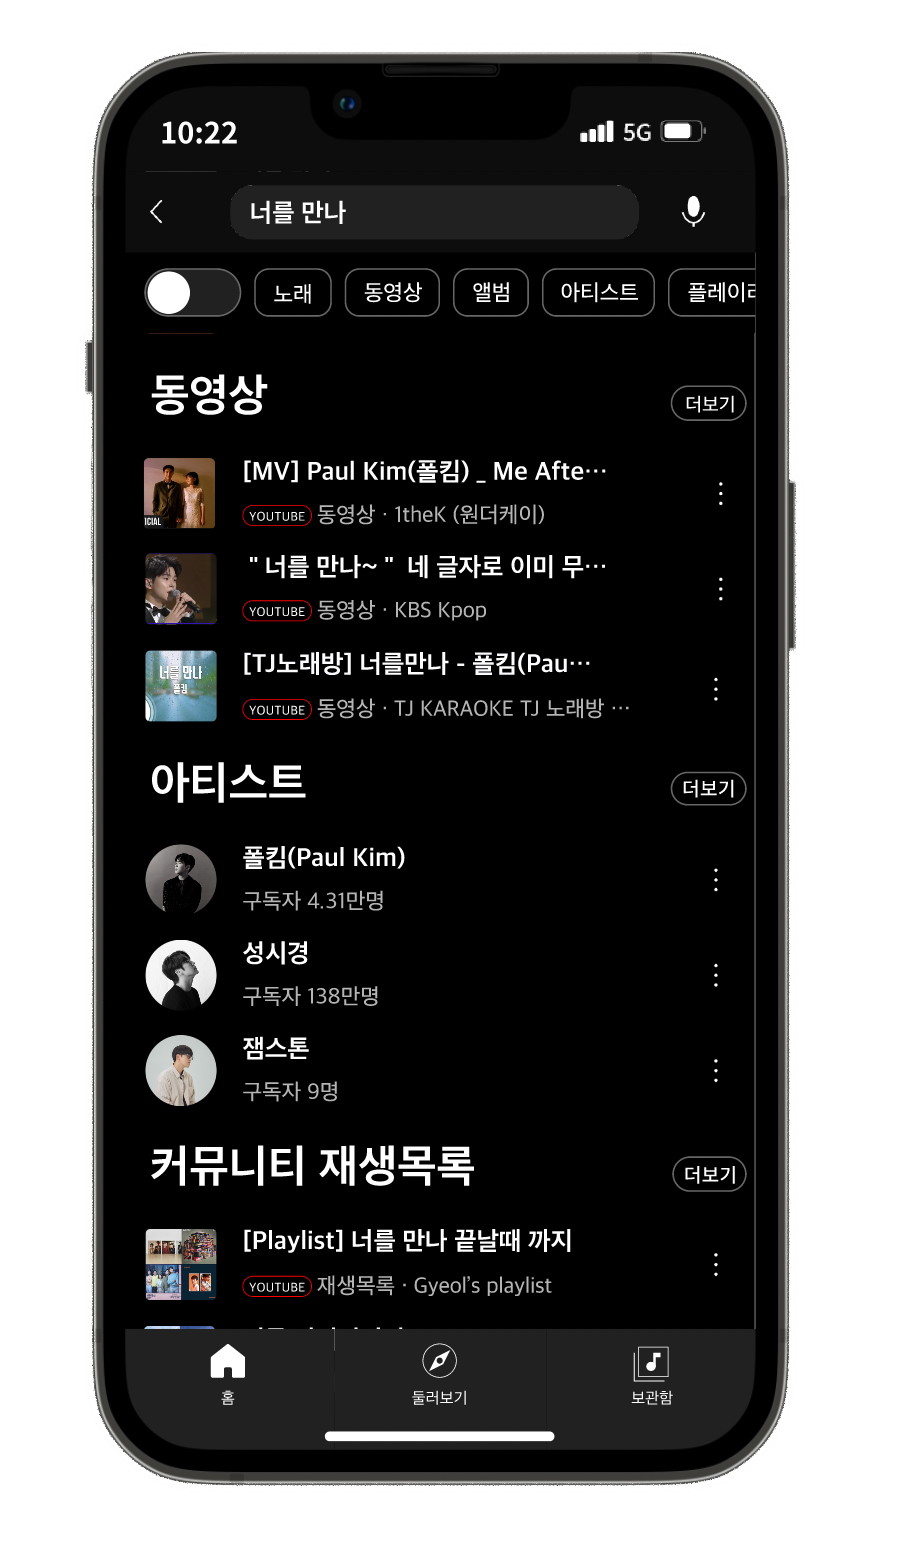 10:22
5G
너를 만나
노래
동영상
앨범
아티스트
플레이리
동영상
더보기
[MV] Paul Kim(폴킴) _ Me Afte···
YOUTUBE 동영상 · 1theK (원더케이)
CIAL
" 너를 만나~ " 네 글자로 이미 무···
YOUTUBE 동영상 · KBS Kpop
[TJ노래방] 너를만나 - 폴킴(Pau···
YOUTUBE 동영상 · TJ KARAOKE TJ 노래방 ···
너를 만나
폴킴
아티스트
더보기
폴킴(Paul Kim)
구독자 4.31만명
성시경
구독자 138만명
잼스톤
구독자 9명
커뮤니티 재생목록
더보기
[Playlist] 너를 만나 끝날때 까지
YOUTUBE 재생목록 · Gyeol’s playlist
홈
둘러보기
보관함